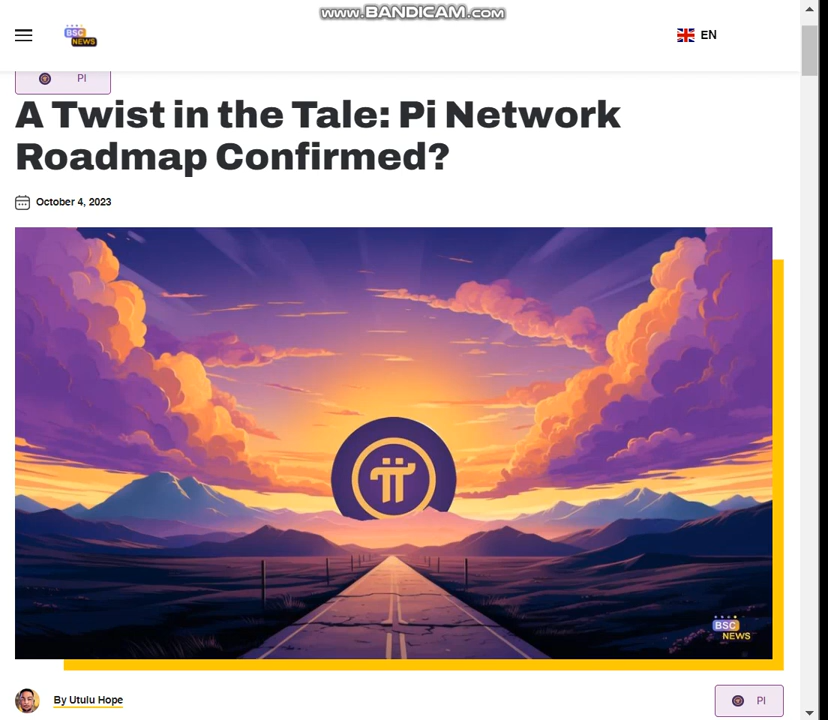 www.BANDICAM.com
BSC
NEWS
EN
PI
A Twist in the Tale: Pi Network
Roadmap Confirmed?
October 4, 2023
BSC
NEWS
By Utulu Hope
PI